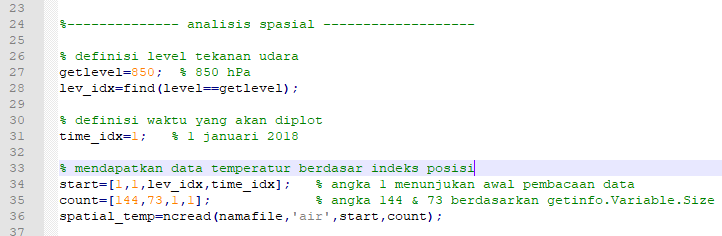 23
24 %-------------- analisis spasial -------------------
25
26 % definisi level tekanan udara
27 getlevel=850; % 850 hPa
28 lev_idx=find(level==getlevel);
29
30 % definisi waktu yang akan diplot
31 time_idx=1; % 1 januari 2018
32
33 % mendapatkan data temperatur berdasar indeks posisi
34 start=[1,1,lev_idx,time_idx]; % angka 1 menunjukan awal pembacaan data
35 count=[144,73,1,1]; % angka 144 & 73 berdasarkan getinfo.Variable.Size
36 spatial_temp=ncread(namafile,'air',start,count);
37